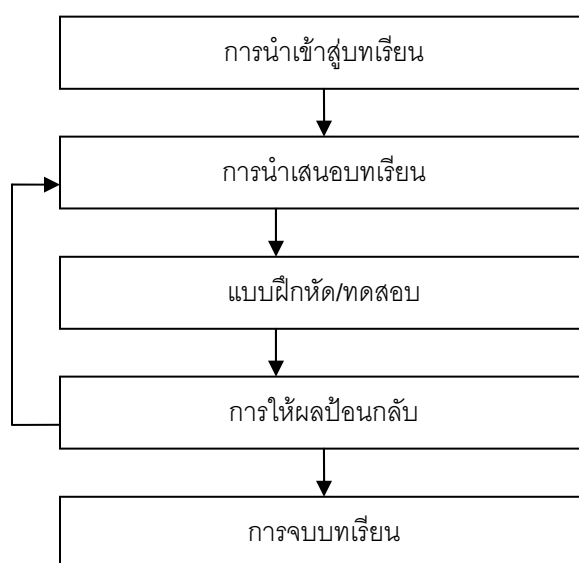 การนำเข้าสู่บทเรียน
การนำเสนอบทเรียน
แบบฝึกหัด/ทดสอบ
การให้ผลป้อนกลับ
การจบบทเรียน